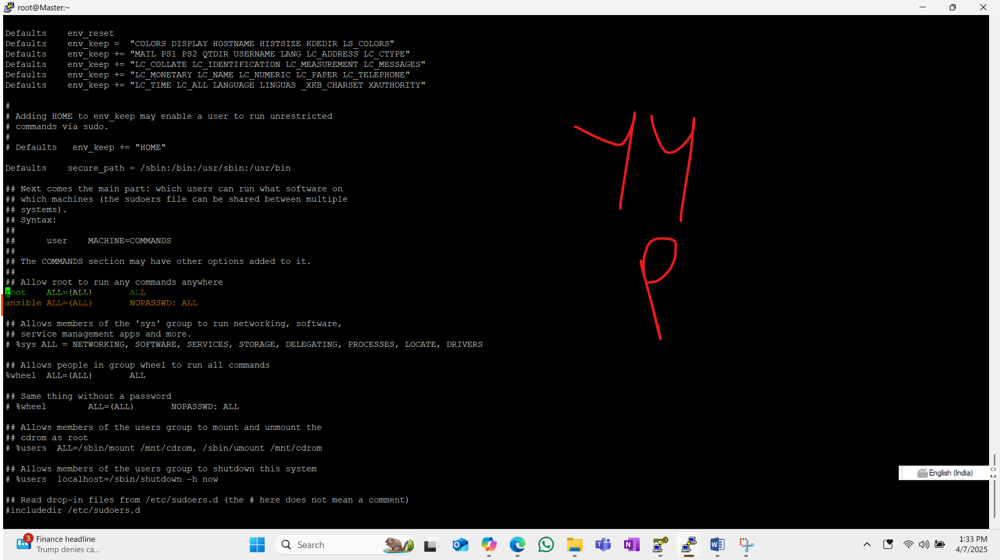 root@Master:~
Defaults    env_reset
Defaults    env_keep =  "COLORS DISPLAY HOSTNAME HISTSIZE KDEDIR LS_COLORS"
Defaults    env_keep += "MAIL PS1 PS2 QTDIR USERNAME LANG LC_ADDRESS LC_CTYPE"
Defaults    env_keep += "LC_COLLATE LC_IDENTIFICATION LC_MEASUREMENT LC_MESSAGES"
Defaults    env_keep += "LC_MONETARY LC_NAME LC_NUMERIC LC_PAPER LC_TELEPHONE"
Defaults    env_keep += "LC_TIME LC_ALL LANGUAGE LINGUAS _XKB_CHARSET XAUTHORITY"
#
# Adding HOME to env_keep may enable a user to run unrestricted
# commands via sudo.
#
# Defaults   env_keep += "HOME"
Defaults    secure_path = /sbin:/bin:/usr/sbin:/usr/bin
## Next comes the main part: which users can run what software on
## which machines (the sudoers file can be shared between multiple
## systems).
## Syntax:
##
##      user    MACHINE=COMMANDS
##
## The COMMANDS section may have other options added to it.
##
## Allow root to run any commands anywhere
root    ALL=(ALL)       ALL
ansible ALL=(ALL)       NOPASSWD: ALL
## Allows members of the 'sys' group to run networking, software,
## service management apps and more.
# %sys ALL = NETWORKING, SOFTWARE, SERVICES, STORAGE, DELEGATING, PROCESSES, LOCATE, DRIVERS
## Allows people in group wheel to run all commands
%wheel  ALL=(ALL)       ALL
## Same thing without a password
# %wheel        ALL=(ALL)       NOPASSWD: ALL
## Allows members of the users group to mount and unmount the
## cdrom as root
# %users  ALL=/sbin/mount /mnt/cdrom, /sbin/umount /mnt/cdrom
## Allows members of the users group to shutdown this system
# %users  localhost=/sbin/shutdown -h now
## Read drop-in files from /etc/sudoers.d (the # here does not mean a comment)
#includedir /etc/sudoers.d
yy
P
English (India)
3
Finance headline
Trump denies ca...
Search
1:33 PM
4/7/2025